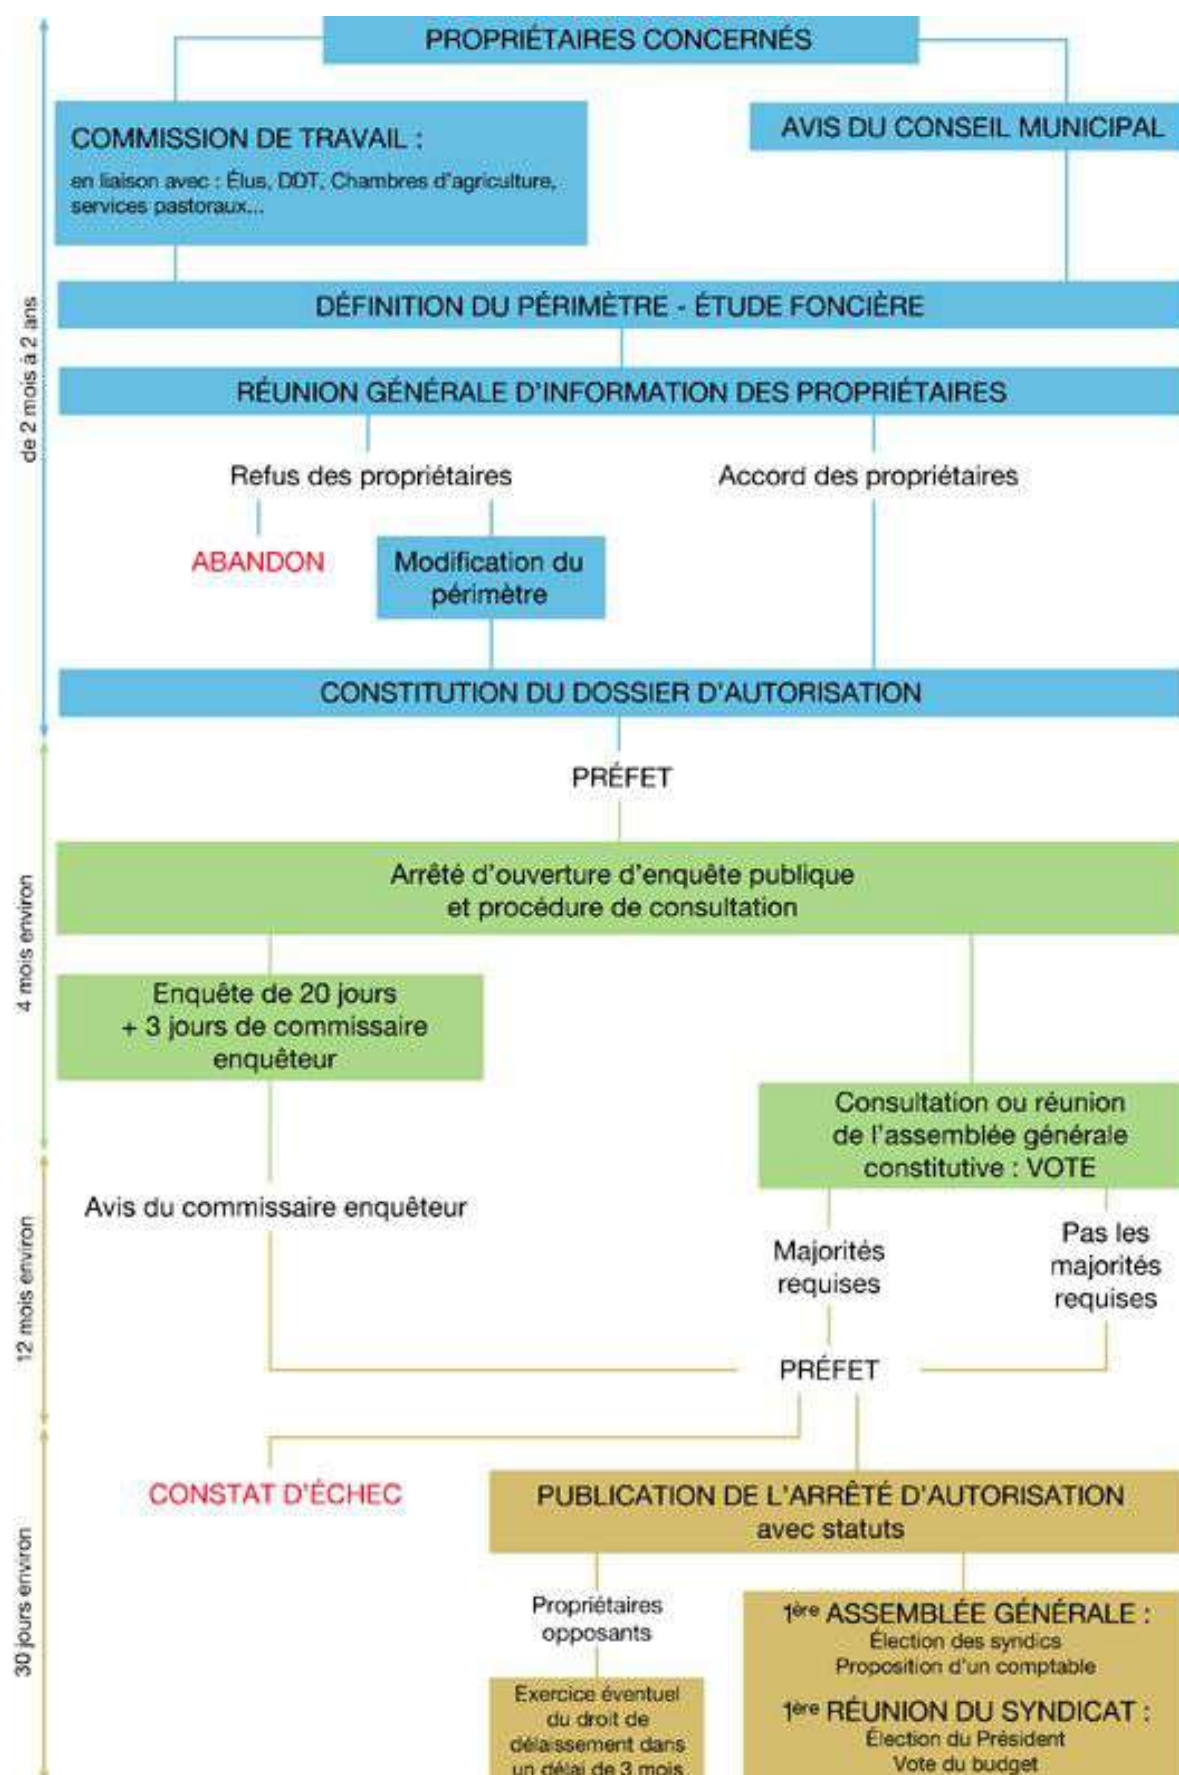 PROPRIÉTAIRES CONCERNÉS
COMMISSION DE TRAVAIL :
en liaison avec : Élus, DDT, Chambres d'agriculture,
services pastoraux...
AVIS DU CONSEIL MUNICIPAL
DÉFINITION DU PÉRIMÈTRE - ÉTUDE FONCIÈRE
RÉUNION GÉNÉRALE D'INFORMATION DES PROPRIÉTAIRES
de 2 mois à 2 ans
Refus des propriétaires
Accord des propriétaires
ABANDON
Modification du
périmètre
CONSTITUTION DU DOSSIER D'AUTORISATION
PRÉFET
4 mois environ
Arrêté d'ouverture d'enquête publique
et procédure de consultation
Enquête de 20 jours
+ 3 jours de commissaire
enquêteur
Consultation ou réunion
de l'assemblée générale
constitutive : VOTE
12 mois environ
Avis du commissaire enquêteur
Majorités
requises
Pas les
majorités
requises
PRÉFET
30 jours environ
CONSTAT D'ÉCHEC
PUBLICATION DE L'ARRÊTÉ D'AUTORISATION
avec statuts
Propriétaires
opposants
Exercice éventuel
du droit de
délaissement dans
un délai de 3 mois
1ère ASSEMBLÉE GÉNÉRALE :
Élection des syndics
Proposition d'un comptable
1ère RÉUNION DU SYNDICAT :
Élection du Président
Vote du budget